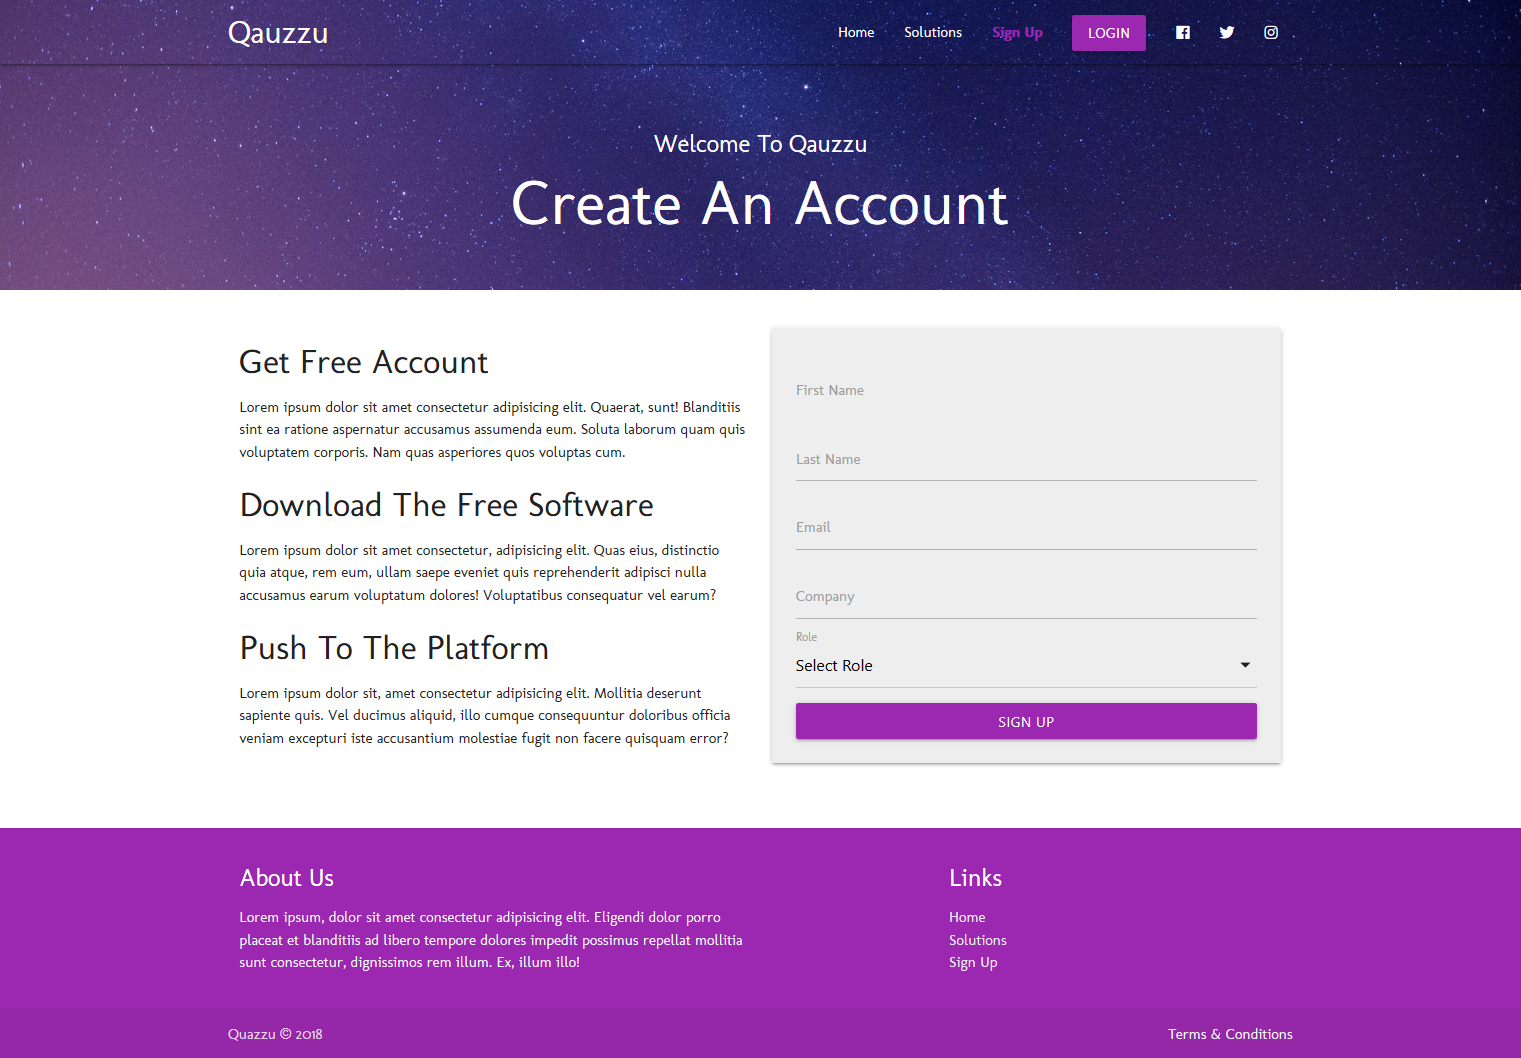 Qauzzu
Home
Solutions
Sign Up
LOGIN
Welcome To Qauzzu
Create An Account
Get Free Account
Lorem ipsum dolor sit amet consectetur adipisicing elit. Quaerat, sunt! Blanditiis
sint ea ratione aspernatur accusamus assumenda eum. Soluta laborum quam quis
voluptatem corporis. Nam quas asperiores quos voluptas cum.
Download The Free Software
Lorem ipsum dolor sit amet consectetur, adipisicing elit. Quas eius, distinctio
quia atque, rem eum, ullam saepe eveniet quis reprehenderit adipisci nulla
accusamus earum voluptatum dolores! Voluptatibus consequatur vel earum?
Push To The Platform
Lorem ipsum dolor sit, amet consectetur adipisicing elit. Mollitia deserunt
sapiente quis. Vel ducimus aliquid, illo cumque consequuntur doloribus officia
veniam excepturi iste accusantium molestiae fugit non facere quisquam error?
First Name
Last Name
Email
Company
Role
Select Role
SIGN UP
About Us
Lorem ipsum, dolor sit amet consectetur adipisicing elit. Eligendi dolor porro
placeat et blanditiis ad libero tempore dolores impedit possimus repellat mollitia
sunt consectetur, dignissimos rem illum. Ex, illum illo!
Links
Home
Solutions
Sign Up
Quazzu © 2018
Terms & Conditions